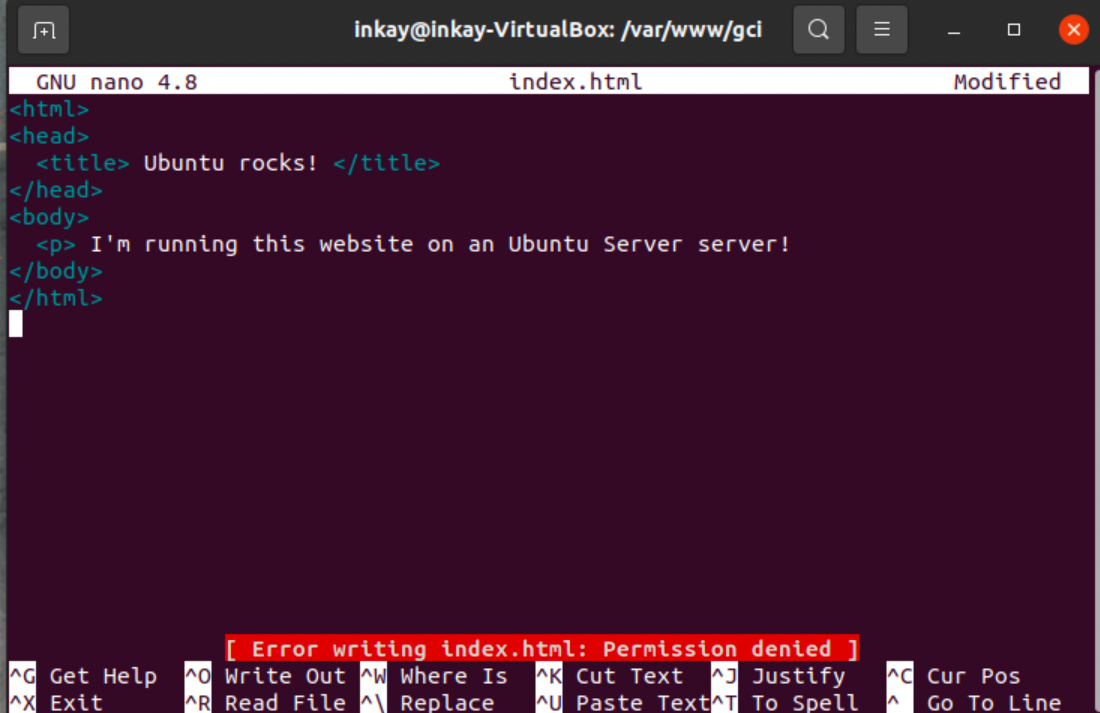 inkay@inkay-VirtualBox: /var/www/gci
GNU nano 4.8 index.html Modified
<html>
<head>
  <title> Ubuntu rocks! </title>
</head>
<body>
  <p> I'm running this website on an Ubuntu Server server!
</body>
</html>
[ Error writing index.html: Permission denied ]
^G Get Help ^O Write Out ^W Where Is ^K Cut Text ^J Justify ^C Cur Pos
^X Exit ^R Read File ^\ Replace ^U Paste Text ^T To Spell ^_ Go To Line